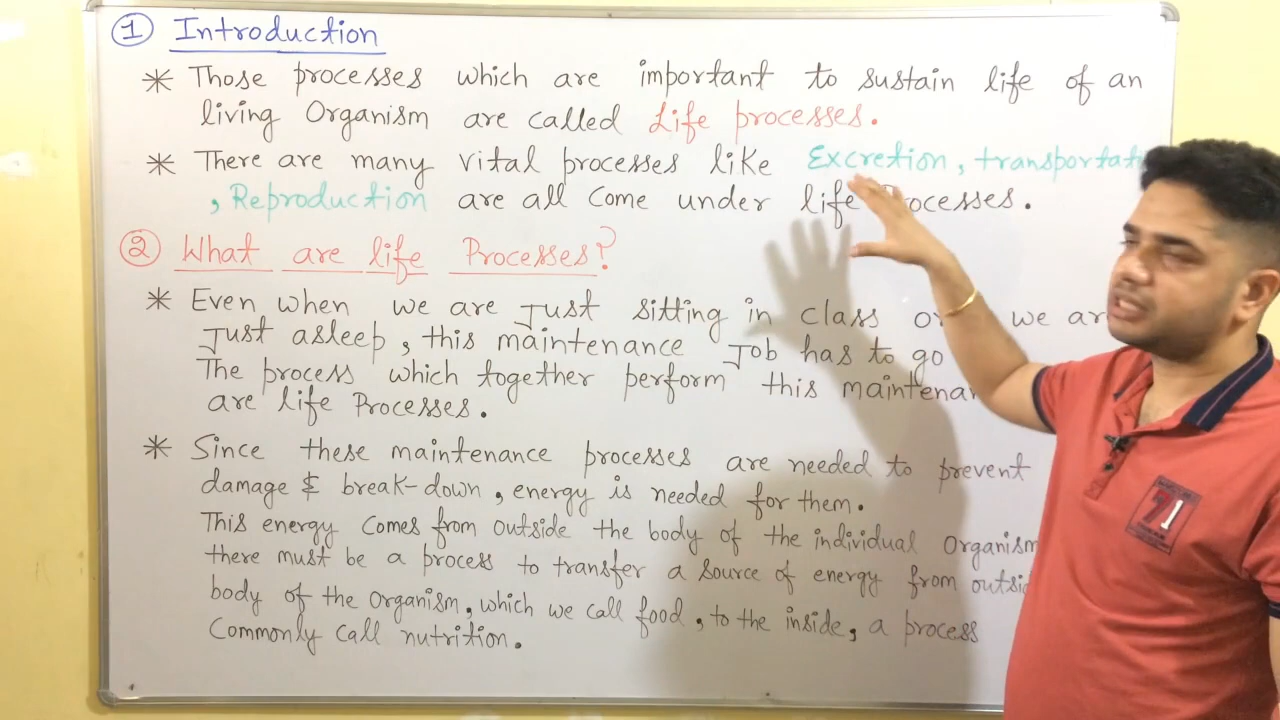 ① Introduction
* Those processes which are important to sustain life of an
living Organism are called Life processes.
* There are many vital processes like Excretion, transportati
, Reproduction are all Come under life Processes.
② What are life Processes?
* Even when we are Just sitting in class or we ar
Just asleep, this maintenance Job has to go
The process which together perform this maintenan
are life Processes.
* Since these maintenance processes are needed to prevent
damage & break-down, energy is needed for them.
This energy Comes from outside the body of the individual Organism
there must be a process to transfer a source of energy from outsid
body of the Organism, which we call food, to the inside, a process
Commonly Call nutrition.
71